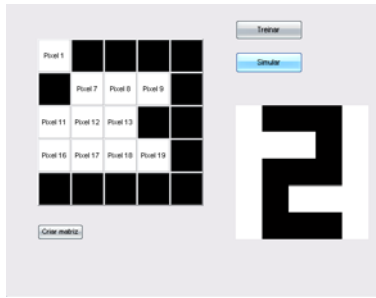 Treinar
Pixel 1
Simular
Pixel 7 Pixel 8 Pixel 9
Pixel 11 Pixel 12 Pixel 13
Pixel 16 Pixel 17 Pixel 18 Pixel 19
Criar matriz